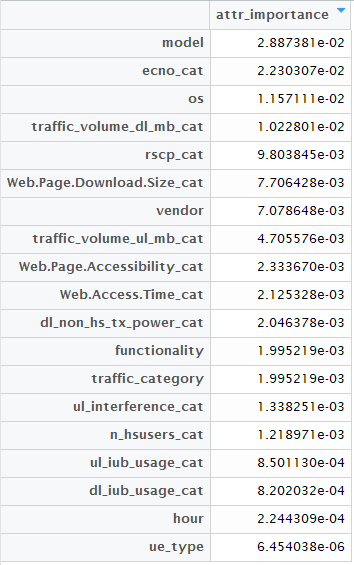 attr_importance
model 2.887381e-02
ecno_cat 2.230307e-02
os 1.157111e-02
traffic_volume_dl_mb_cat 1.022801e-02
rscp_cat 9.803845e-03
Web.Page.Download.Size_cat 7.706428e-03
vendor 7.078648e-03
traffic_volume_ul_mb_cat 4.705576e-03
Web.Page.Accessibility_cat 2.333670e-03
Web.Access.Time_cat 2.125328e-03
dl_non_hs_tx_power_cat 2.046378e-03
functionality 1.995219e-03
traffic_category 1.995219e-03
ul_interference_cat 1.338251e-03
n_hsusers_cat 1.218971e-03
ul_iub_usage_cat 8.501130e-04
dl_iub_usage_cat 8.202032e-04
hour 2.244309e-04
ue_type 6.454038e-06